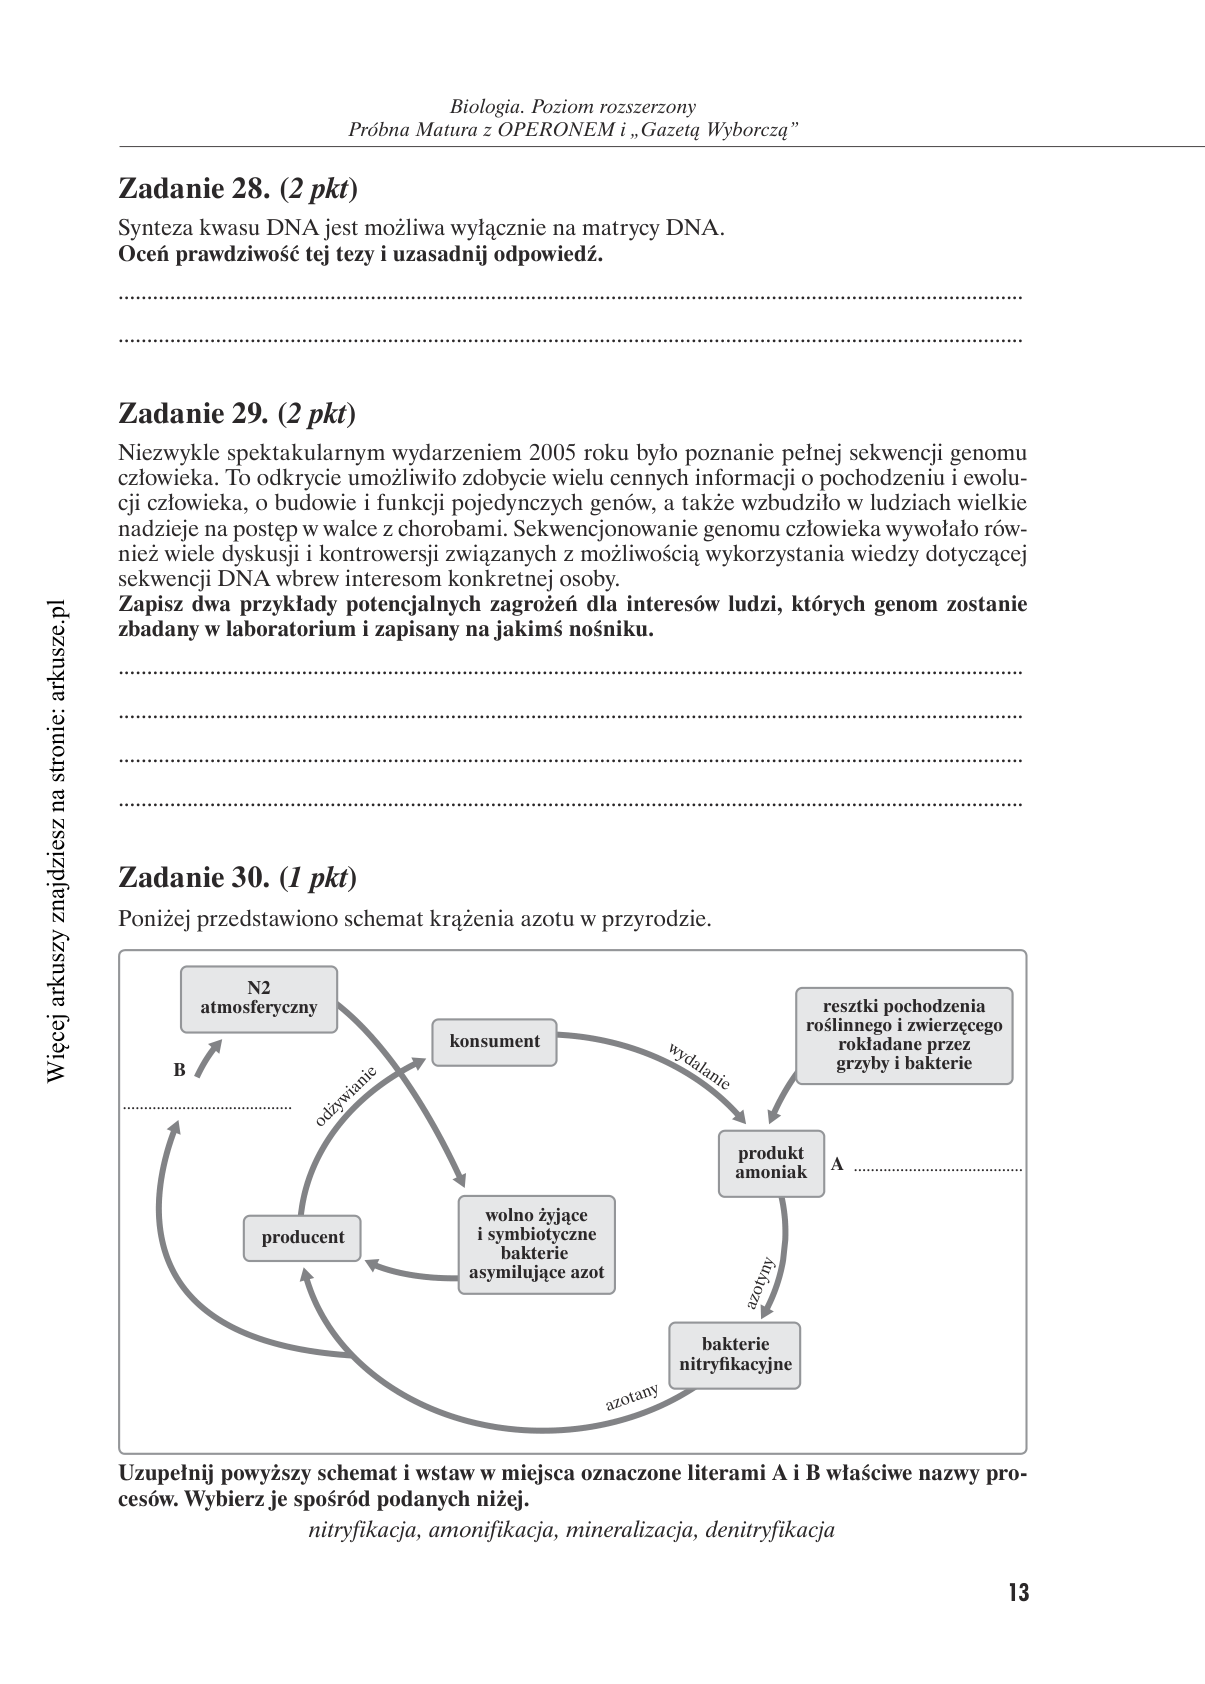 Biologia. Poziom rozszerzony
Próbna Matura z OPERONEM i „Gazetą Wyborczą”
Zadanie 28. (2 pkt)
Synteza kwasu DNA jest możliwa wyłącznie na matrycy DNA.
Oceń prawdziwość tej tezy i uzasadnij odpowiedź.
Zadanie 29. (2 pkt)
Niezwykle spektakularnym wydarzeniem 2005 roku było poznanie pełnej sekwencji genomu
człowieka. To odkrycie umożliwiło zdobycie wielu cennych informacji o pochodzeniu i ewolu-
cji człowieka, o budowie i funkcji pojedynczych genów, a także wzbudziło w ludziach wielkie
nadzieje na postęp w walce z chorobami. Sekwencjonowanie genomu człowieka wywołało rów-
nież wiele dyskusji i kontrowersji związanych z możliwością wykorzystania wiedzy dotyczącej
sekwencji DNA wbrew interesom konkretnej osoby.
Zapisz dwa przykłady potencjalnych zagrożeń dla interesów ludzi, których genom zostanie
zbadany w laboratorium i zapisany na jakimś nośniku.
Zadanie 30. (1 pkt)
Poniżej przedstawiono schemat krążenia azotu w przyrodzie.
N2
atmosferyczny
konsument
resztki pochodzenia
roślinnego i zwierzęcego
rokładane przez
grzyby i bakterie
B
odżywianie
wydalanie
produkt
amoniak
A
producent
wolno żyjące
i symbiotyczne
bakterie
asymilujące azot
azotyny
bakterie
nitryfikacyjne
azotany
Uzupełnij powyższy schemat i wstaw w miejsca oznaczone literami A i B właściwe nazwy pro-
cesów. Wybierz je spośród podanych niżej.
nitryfikacja, amonifikacja, mineralizacja, denitryfikacja
13
Więcej arkuszy znajdziesz na stronie: arkusze.pl